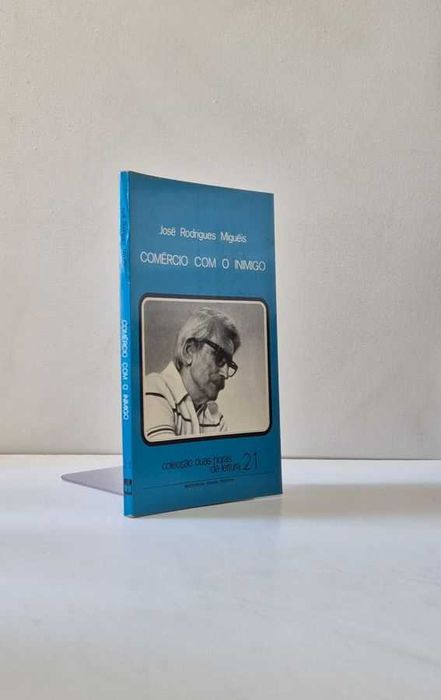 José Rodrigues Miguéis
COMÉRCIO COM O INIMIGO
colecção duas horas
de leitura 21
COMÉRCIO COM O INIMIGO